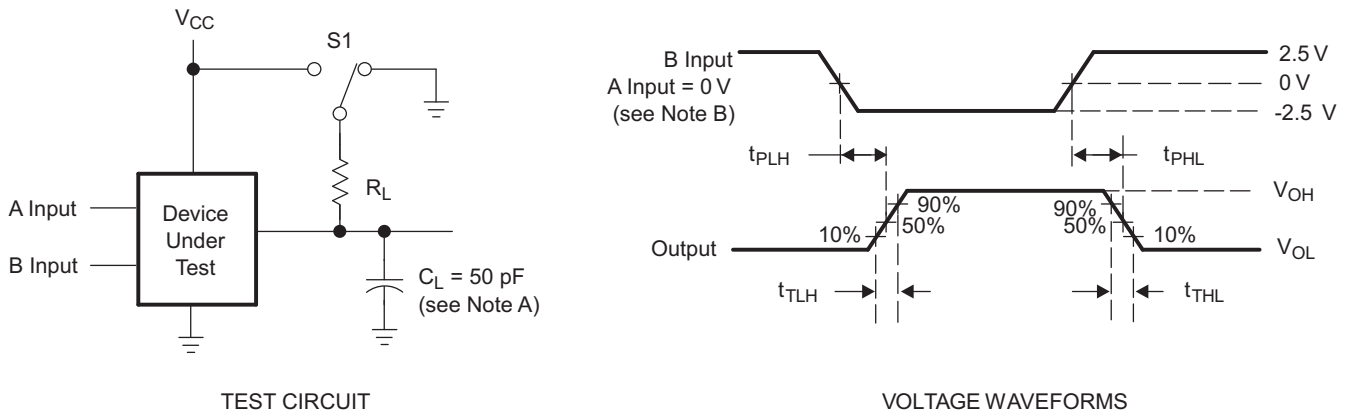 VCC
S1
RL
A Input
B Input
Device
Under
Test
CL = 50 pF
(see Note A)
TEST CIRCUIT
B Input
A Input = 0 V
(see Note B)
2.5 V
0 V
-2.5 V
tPLH
tPHL
VOH
90%
90%
50%
50%
10%
10%
Output
VOL
tTLH
tTHL
VOLTAGE WAVEFORMS